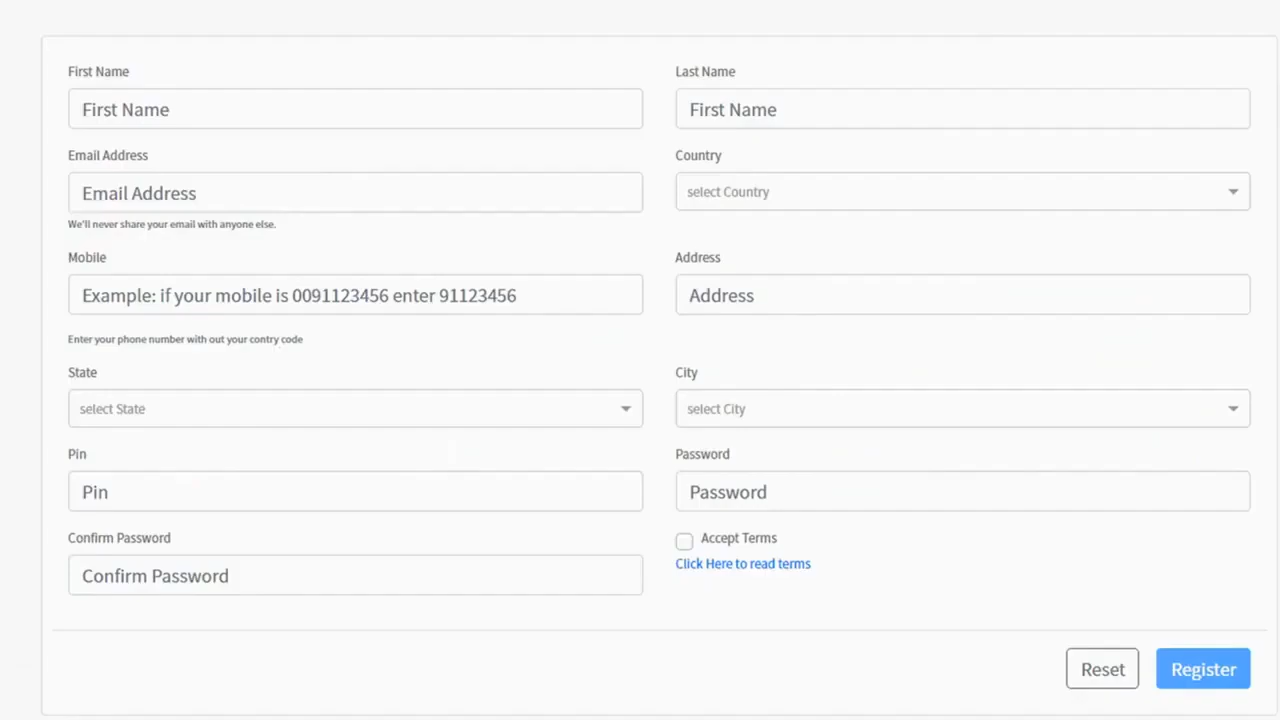 First Name
Last Name
First Name
First Name
Email Address
Country
Email Address
select Country
We'll never share your email with anyone else.
Mobile
Address
Example: if your mobile is 0091123456 enter 91123456
Address
Enter your phone number with out your contry code
State
City
select State
select City
Pin
Password
Pin
Password
Confirm Password
Accept Terms
Confirm Password
Click Here to read terms
Reset
Register